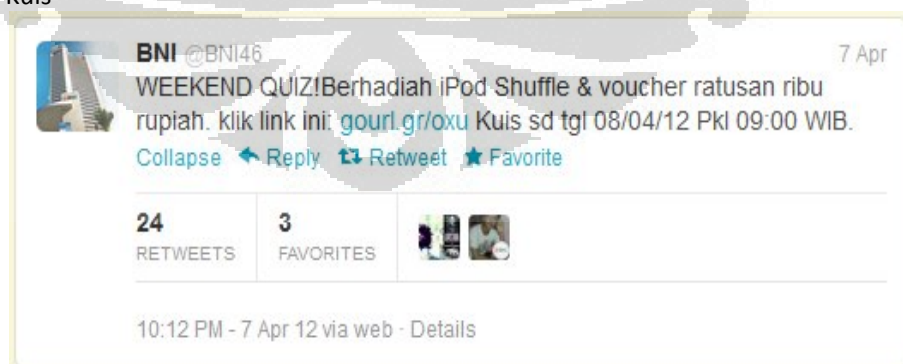 Kuis
BNI @BNI46 7 Apr
WEEKEND QUIZ!Berhadiah iPod Shuffle & voucher ratusan ribu
rupiah. klik link ini: gourl.gr/oxu Kuis sd tgl 08/04/12 Pkl 09:00 WIB.
Collapse Reply Retweet Favorite
24 3
RETWEETS FAVORITES
10:12 PM - 7 Apr 12 via web · Details